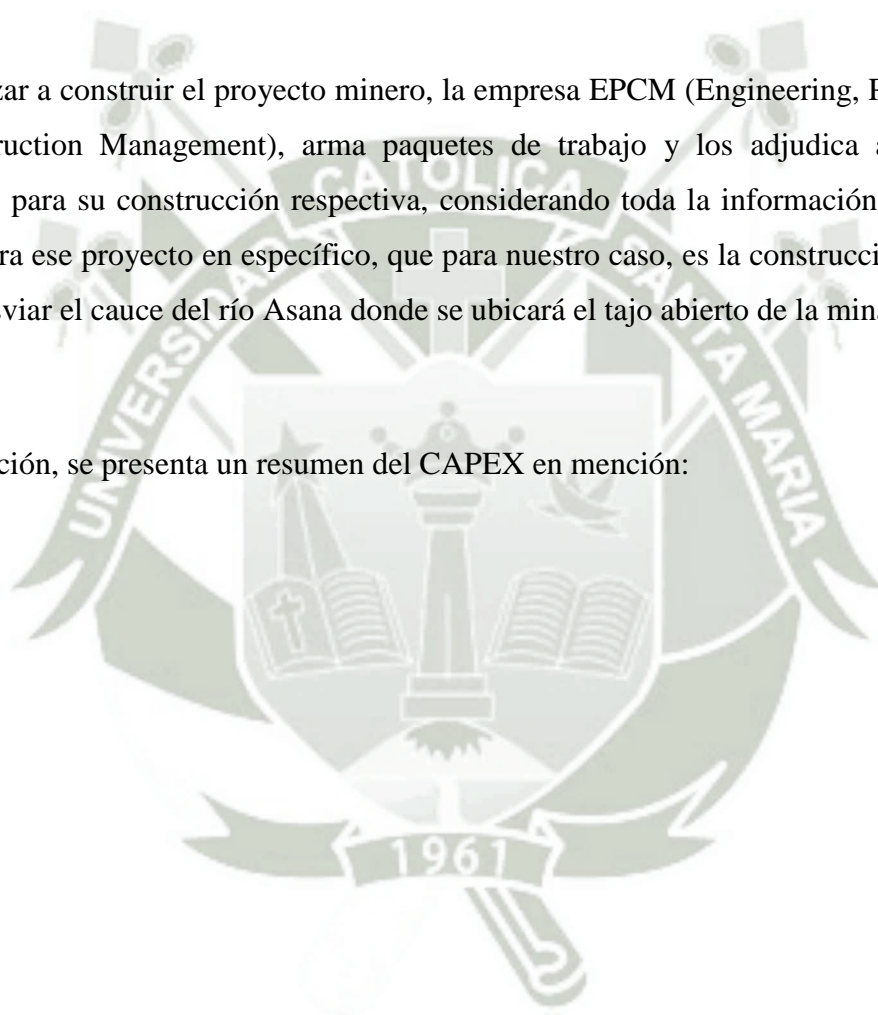 zar a construir el proyecto minero, la empresa EPCM (Engineering,
ruction Management), arma paquetes de trabajo y los adjudica
para su construcción respectiva, considerando toda la información
ra ese proyecto en específico, que para nuestro caso, es la construcci
sviar el cauce del río Asana donde se ubicará el tajo abierto de la min
ción, se presenta un resumen del CAPEX en mención:
UNIVERSIDAD CATOLICA SANTA MARIA
1961